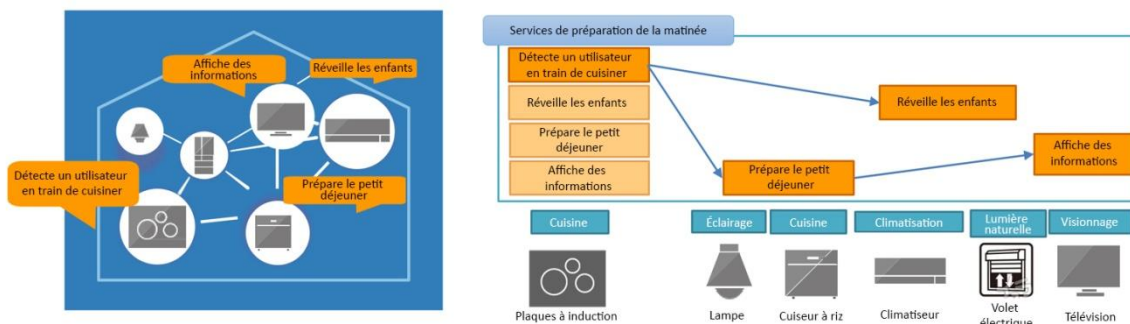 Affiche des
informations
Réveille les enfants
Détecte un utilisateur
en train de cuisiner
Prépare le petit
déjeuner
Services de préparation de la matinée
Détecte un utilisateur
en train de cuisiner
Réveille les enfants
Prépare le petit
déjeuner
Affiche des
informations
Réveille les enfants
Prépare le petit
déjeuner
Affiche des
informations
Cuisine
Éclairage
Cuisine
Climatisation
Lumière
naturelle
Visionnage
Plaques à induction
Lampe
Cuiseur à riz
Climatiseur
Volet
électrique
Télévision